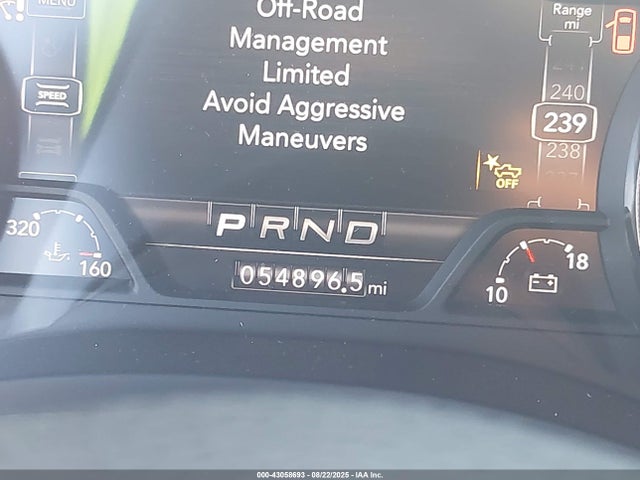 MENU
Off-Road
Management
Limited
Avoid Aggressive
Maneuvers
Range
mi
240
239
238
SPEED
OFF
PRND
320
160
054896.5 mi
10
18
000-43058693 - 08/22/2025 - IAA Inc.